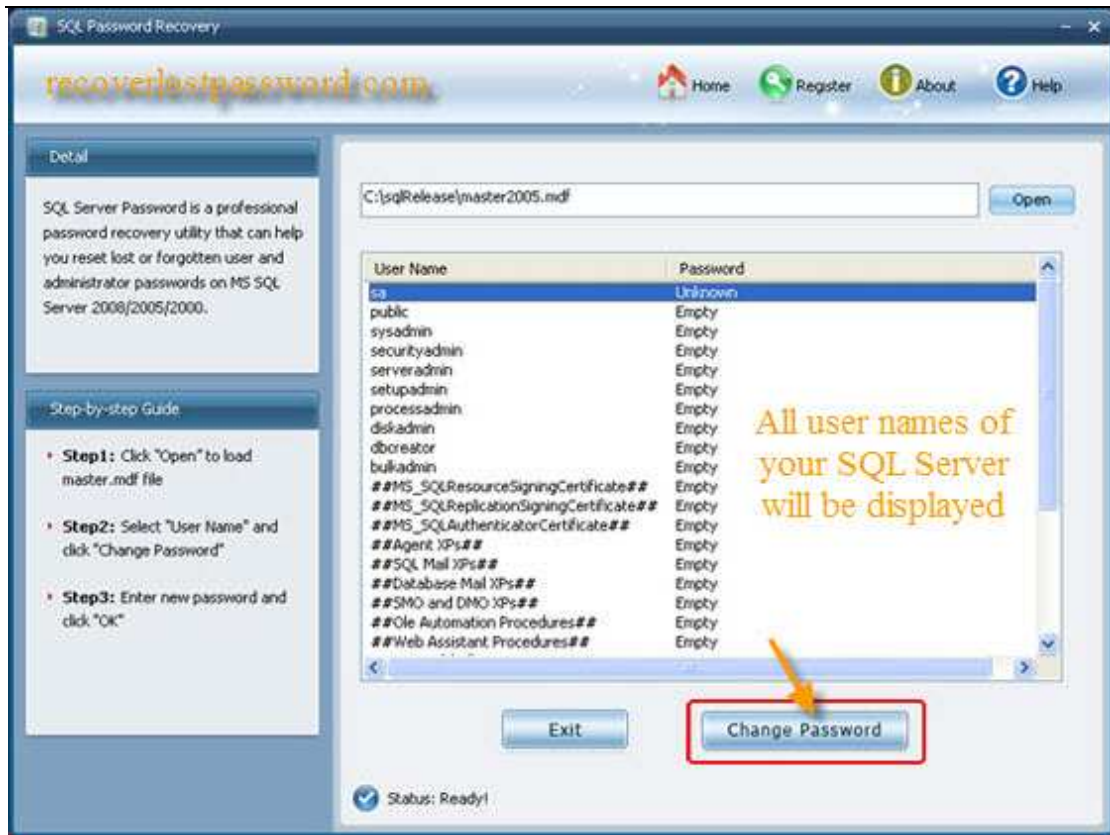 SQL Password Recovery
recoverlostpassword.com
Home
Register
About
Help
Detail
SQL Server Password is a professional
password recovery utility that can help
you reset lost or forgotten user and
administrator passwords on MS SQL
Server 2008/2005/2000.
Step-by-step Guide
Step1: Click "Open" to load
master.mdf file
Step2: Select "User Name" and
click "Change Password"
Step3: Enter new password and
click "OK"
C:\sqlRelease\master2005.mdf
Open
User Name Password
sa Unknown
public Empty
sysadmin Empty
securityadmin Empty
serveradmin Empty
setupadmin Empty
processadmin Empty
diskadmin Empty
dbcreator Empty
bulkadmin Empty
##MS_SQLResourceSigningCertificate## Empty
##MS_SQLReplicationSigningCertificate## Empty
##MS_SQLAuthenticatorCertificate## Empty
##Agent XPs## Empty
##SQL Mail XPs## Empty
##Database Mail XPs## Empty
##SMO and DMO XPs## Empty
##Ole Automation Procedures## Empty
##Web Assistant Procedures## Empty
All user names of
your SQL Server
will be displayed
Exit
Change Password
Status: Ready!